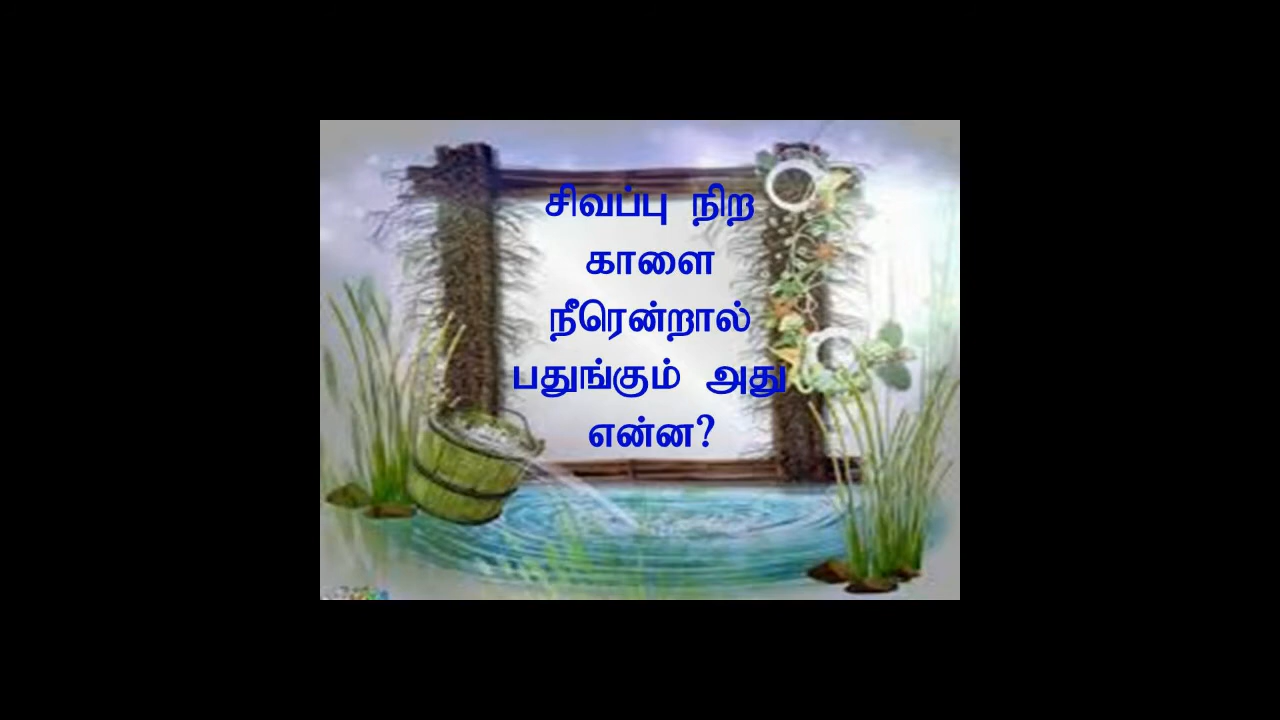 சிவப்பு நிற
காளை
நீரென்றால்
பதுங்கும் அது
என்ன?